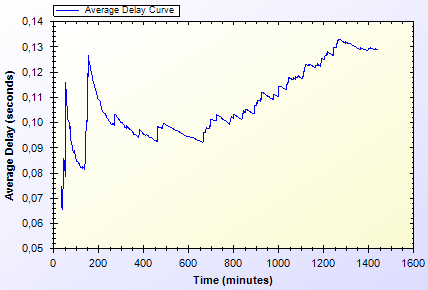 Average Delay Curve
0,14
0,13
0,12
0,11
0,10
0,09
0,08
0,07
0,06
0,05
Average Delay (seconds)
0 200 400 600 800 1000 1200 1400 1600
Time (minutes)